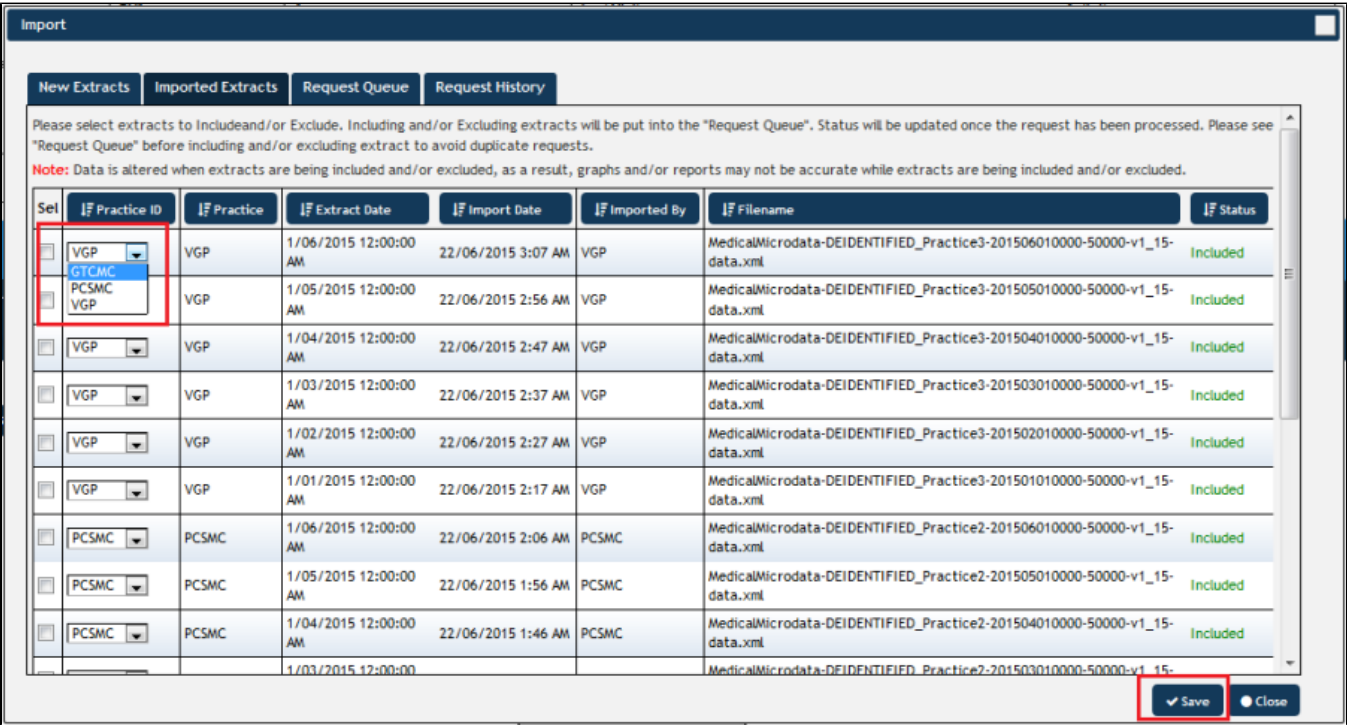 Import
New Extracts Imported Extracts Request Queue Request History
Please select extracts to Includeand/or Exclude. Including and/or Excluding extracts will be put into the "Request Queue". Status will be updated once the request has been processed. Please see
"Request Queue" before including and/or excluding extract to avoid duplicate requests.
Note: Data is altered when extracts are being included and/or excluded, as a result, graphs and/or reports may not be accurate while extracts are being included and/or excluded.
Sel Practice ID Practice Extract Date Import Date Imported By Filename Status
1/06/2015 12:00:00 MedicalMicrodata-DEIDENTIFIED_Practice3-201506010000-50000-v1_15-
VGP VGP 22/06/2015 3:07 AM VGP Included
AM data.xml
GTCMC
PCSMC
VGP
1/05/2015 12:00:00 MedicalMicrodata-DEIDENTIFIED_Practice3-201505010000-50000-v1_15-
VGP 22/06/2015 2:56 AM VGP Included
AM data.xml
1/04/2015 12:00:00 MedicalMicrodata-DEIDENTIFIED_Practice3-201504010000-50000-v1_15-
VGP VGP 22/06/2015 2:47 AM VGP Included
AM data.xml
1/03/2015 12:00:00 MedicalMicrodata-DEIDENTIFIED_Practice3-201503010000-50000-v1_15-
VGP VGP 22/06/2015 2:37 AM VGP Included
AM data.xml
1/02/2015 12:00:00 MedicalMicrodata-DEIDENTIFIED_Practice3-201502010000-50000-v1_15-
VGP VGP 22/06/2015 2:27 AM VGP Included
AM data.xml
1/01/2015 12:00:00 MedicalMicrodata-DEIDENTIFIED_Practice3-201501010000-50000-v1_15-
VGP VGP 22/06/2015 2:17 AM VGP Included
AM data.xml
1/06/2015 12:00:00 MedicalMicrodata-DEIDENTIFIED_Practice2-201506010000-50000-v1_15-
PCSMC PCSMC 22/06/2015 2:06 AM PCSMC Included
AM data.xml
1/05/2015 12:00:00 MedicalMicrodata-DEIDENTIFIED_Practice2-201505010000-50000-v1_15-
PCSMC PCSMC 22/06/2015 1:56 AM PCSMC Included
AM data.xml
1/04/2015 12:00:00 MedicalMicrodata-DEIDENTIFIED_Practice2-201504010000-50000-v1_15-
PCSMC PCSMC 22/06/2015 1:46 AM PCSMC Included
AM data.xml
1/03/2015 12:00:00 MedicalMicrodata-DEIDENTIFIED_Practice2-201503010000-50000-v1_15-
Save Close